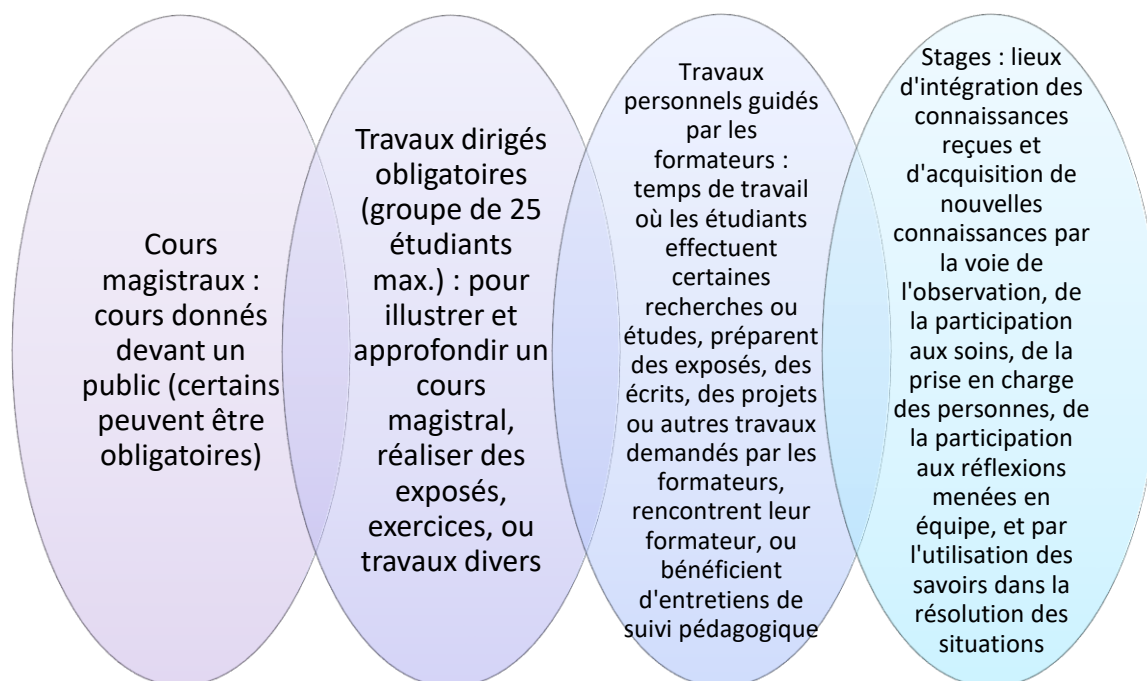 Cours
magistraux :
cours donnés
devant un
public (certains
peuvent être
obligatoires)
Travaux dirigés
obligatoires
(groupe de 25
étudiants
max.) : pour
illustrer et
approfondir un
cours
magistral,
réaliser des
exposés,
exercices, ou
travaux divers
Travaux
personnels guidés
par les
formateurs :
temps de travail
où les étudiants
effectuent
certaines
recherches ou
études, préparent
des exposés, des
écrits, des projets
ou autres travaux
demandés par les
formateurs,
rencontrent leur
formateur, ou
bénéficient
d'entretiens de
suivi pédagogique
Stages : lieux
d'intégration des
connaissances
reçues et
d'acquisition de
nouvelles
connaissances par
la voie de
l'observation, de
la participation
aux soins, de la
prise en charge
des personnes, de
la participation
aux réflexions
menées en
équipe, et par
l'utilisation des
savoirs dans la
résolution des
situations